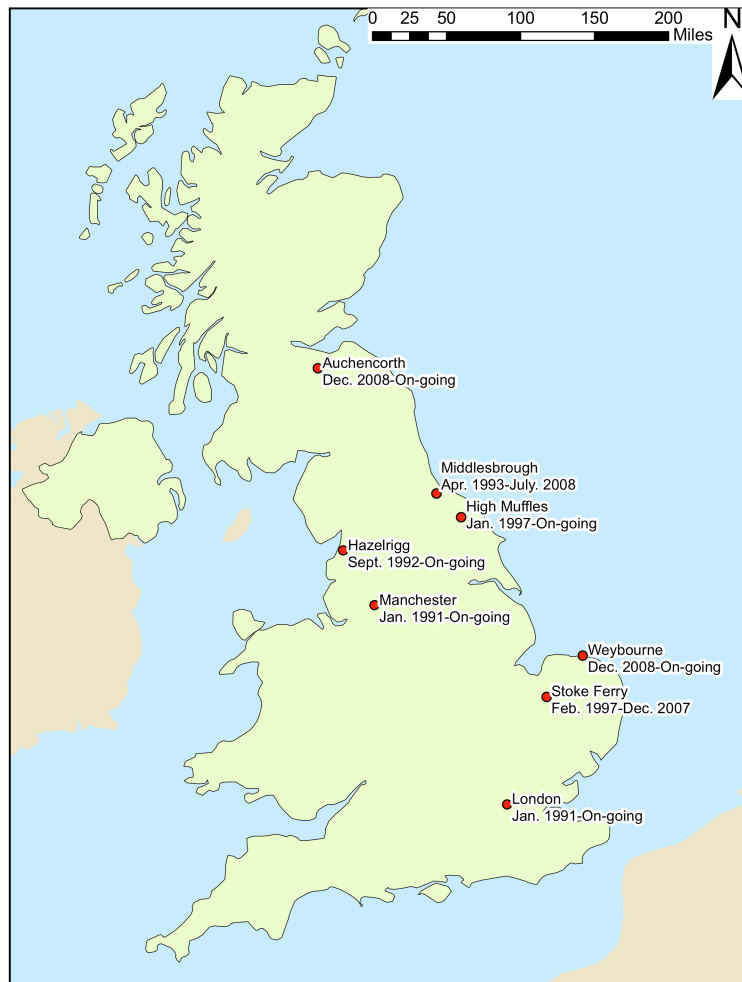 0 25 50 100 150 200
Miles
N
Auchencorth
Dec. 2008-On-going
Middlesbrough
Apr. 1993-July. 2008
High Muffles
Jan. 1997-On-going
Hazelrigg
Sept. 1992-On-going
Manchester
Jan. 1991-On-going
Weybourne
Dec. 2008-On-going
Stoke Ferry
Feb. 1997-Dec. 2007
London
Jan. 1991-On-going